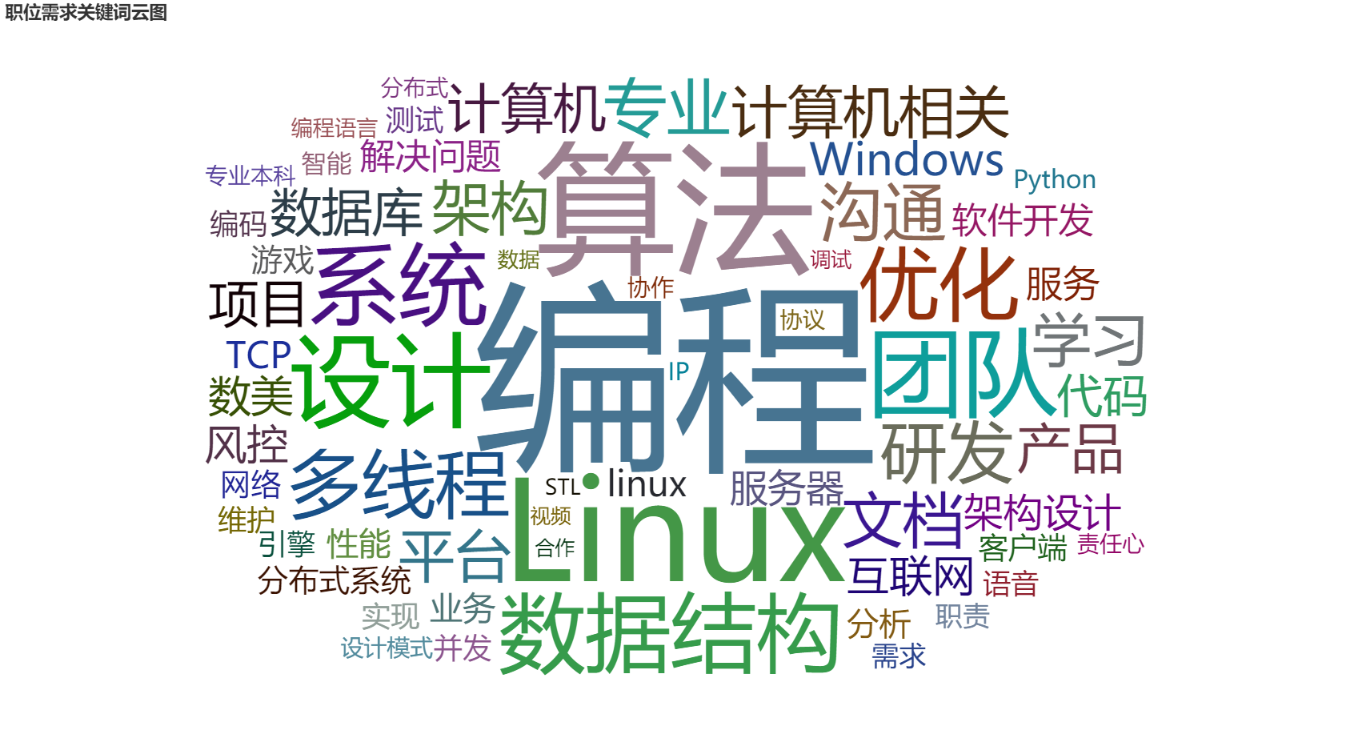 职位需求关键词云图
分布式
计算机
专业
计算机相关
编程语言
测试
智能
解决问题
算法
Windows
专业本科
Python
编码
数据库
架构
沟通
软件开发
游戏
系统
数据
调试
优化
服务
项目
协作
编程
协议
学习
TCP
设计
IP
团队
代码
数美
风控
多线程
研发
产品
网络
STL
linux
服务器
维护
视频
Linux
文档
架构设计
引擎
性能
平台
合作
客户端
责任心
分布式系统
互联网
语音
实现
业务
数据结构
分析
职责
设计模式
并发
需求